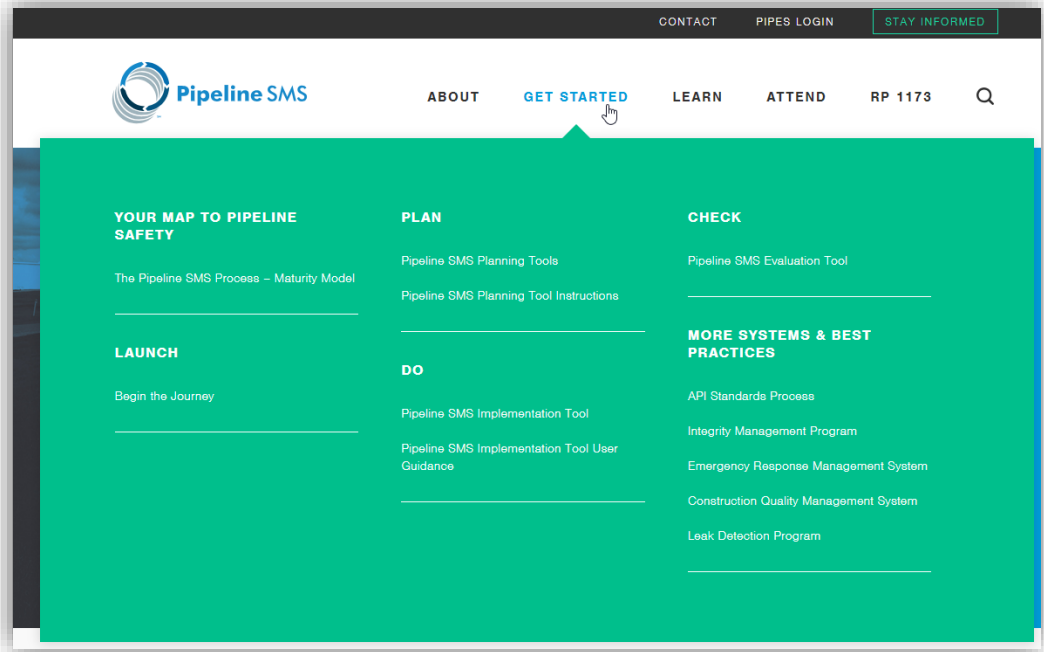 CONTACT PIPES LOGIN STAY INFORMED
Pipeline SMS
ABOUT GET STARTED LEARN ATTEND RP 1173
YOUR MAP TO PIPELINE
SAFETY
The Pipeline SMS Process – Maturity Model
LAUNCH
Begin the Journey
PLAN
Pipeline SMS Planning Tools
Pipeline SMS Planning Tool Instructions
DO
Pipeline SMS Implementation Tool
Pipeline SMS Implementation Tool User
Guidance
CHECK
Pipeline SMS Evaluation Tool
MORE SYSTEMS & BEST
PRACTICES
API Standards Process
Integrity Management Program
Emergency Response Management System
Construction Quality Management System
Leak Detection Program